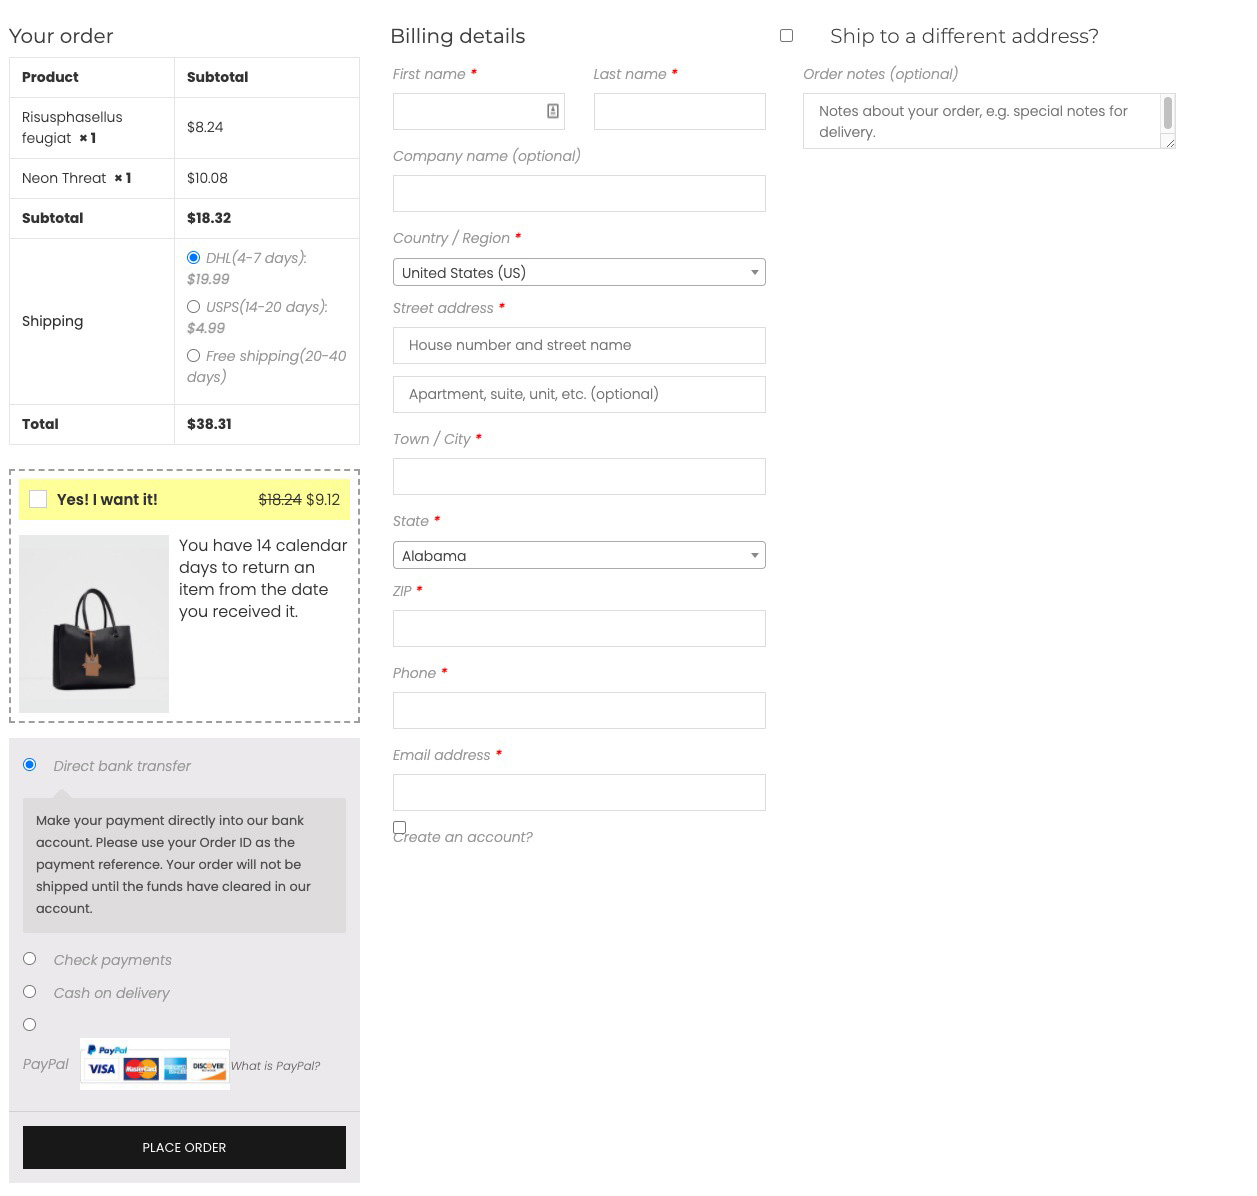 Your order
Product Subtotal
Risusphasellus
feugiat × 1 $8.24
Neon Threat × 1 $10.08
Subtotal $18.32
Shipping
DHL(4-7 days):
$19.99
USPS(14-20 days):
$4.99
Free shipping(20-40
days)
Total $38.31
Yes! I want it! $18.24 $9.12
You have 14 calendar
days to return an
item from the date
you received it.
Direct bank transfer
Make your payment directly into our bank
account. Please use your Order ID as the
payment reference. Your order will not be
shipped until the funds have cleared in our
account.
Check payments
Cash on delivery
PayPal
PayPal
VISA MasterCard AMERICAN EXPRESS DISCOVER
What is PayPal?
PLACE ORDER
Billing details
First name * Last name *
Company name (optional)
Country / Region *
United States (US)
Street address *
House number and street name
Apartment, suite, unit, etc. (optional)
Town / City *
State *
Alabama
ZIP *
Phone *
Email address *
Create an account?
Ship to a different address?
Order notes (optional)
Notes about your order, e.g. special notes for
delivery.